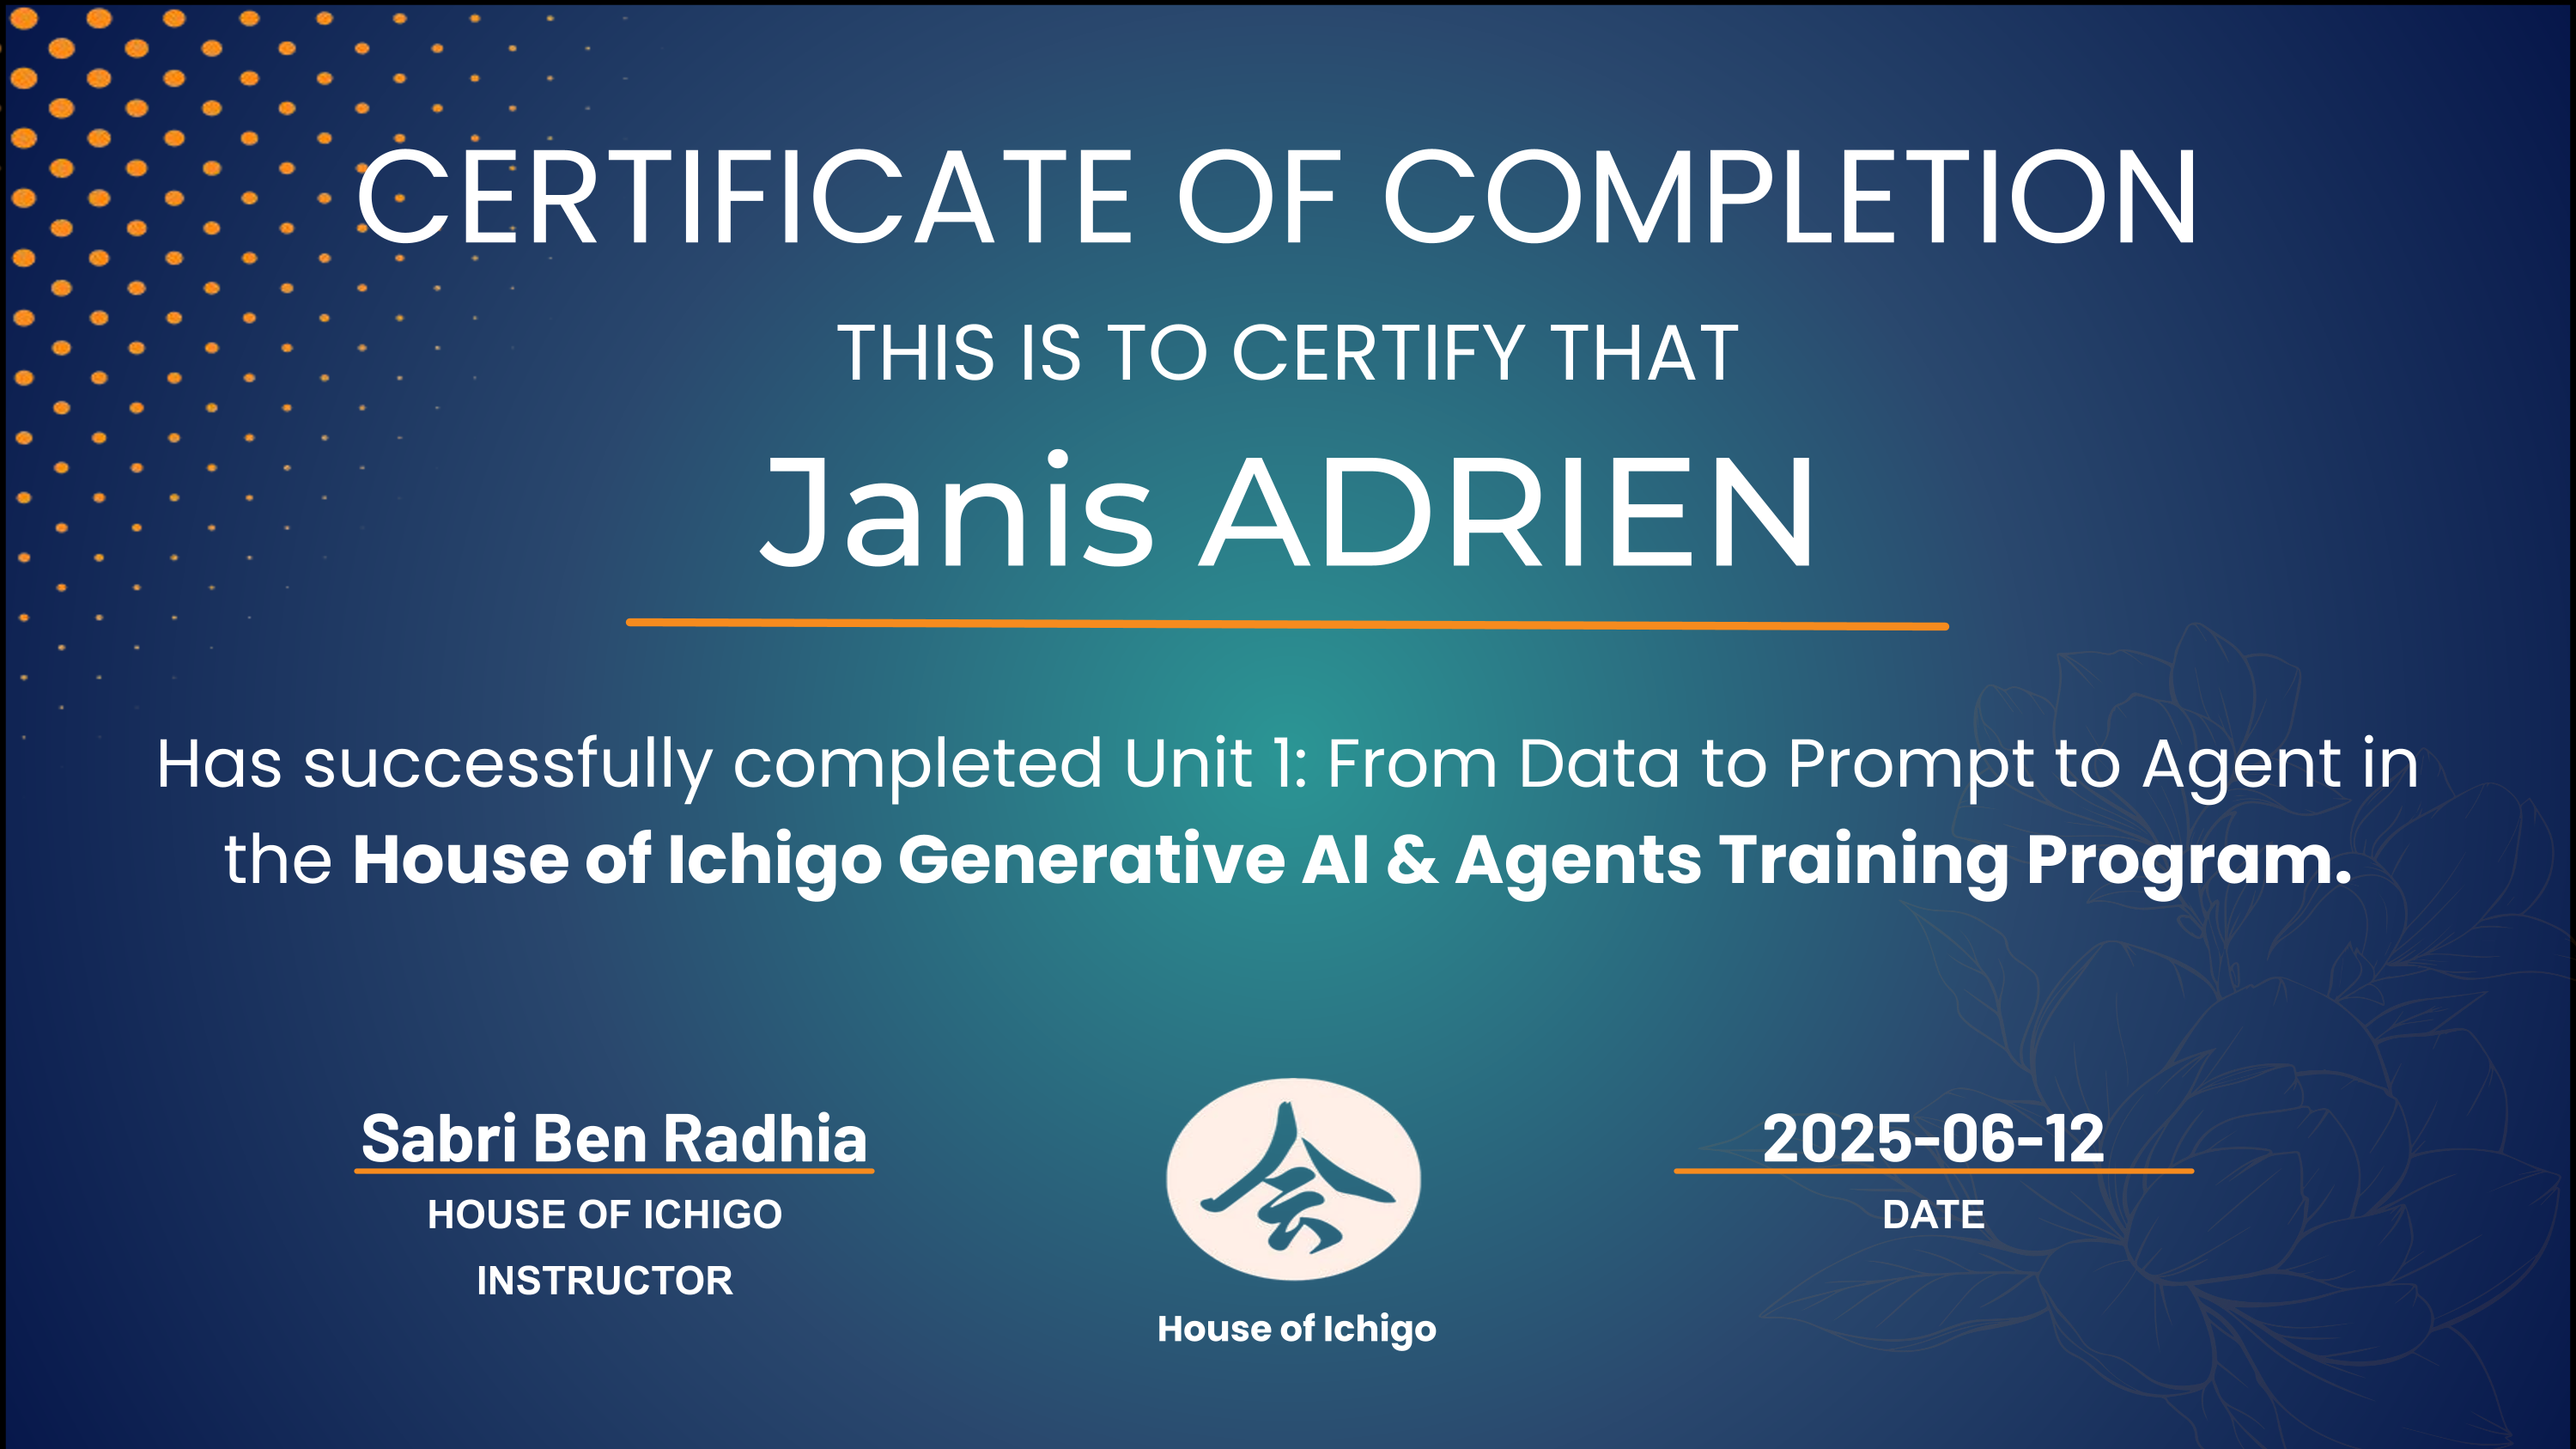 CERTIFICATE OF COMPLETION
THIS IS TO CERTIFY THAT
Janis ADRIEN
Has successfully completed Unit 1: From Data to Prompt to Agent in
the House of Ichigo Generative AI & Agents Training Program.
Sabri Ben Radhia
HOUSE OF ICHIGO
INSTRUCTOR
会
House of Ichigo
2025-06-12
DATE